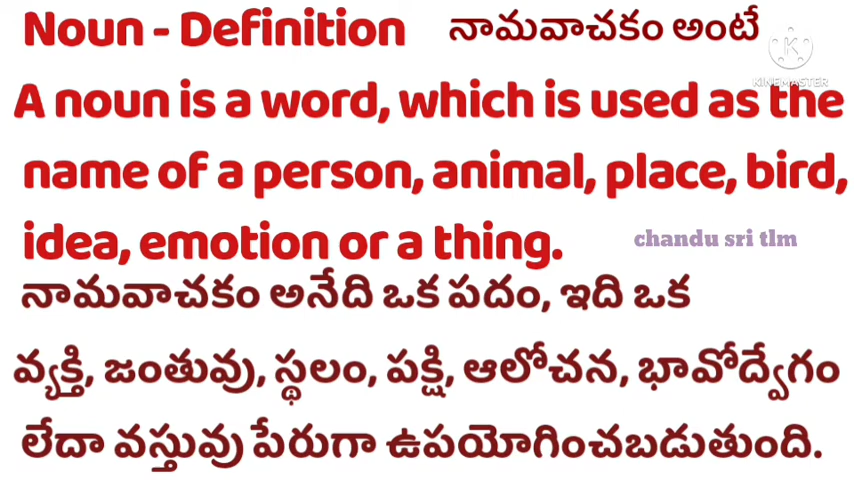 Noun - Definition నామవాచకం అంటే
KINEMASTER
A noun is a word, which is used as the
name of a person, animal, place, bird,
idea, emotion or a thing.
chandu sri tlm
నామవాచకం అనేది ఒక పదం, ఇది ఒక
వ్యక్తి, జంతువు, స్థలం, పక్షి, ఆలోచన, భావోద్వేగం
లేదా వస్తువు పేరుగా ఉపయోగించబడుతుంది.